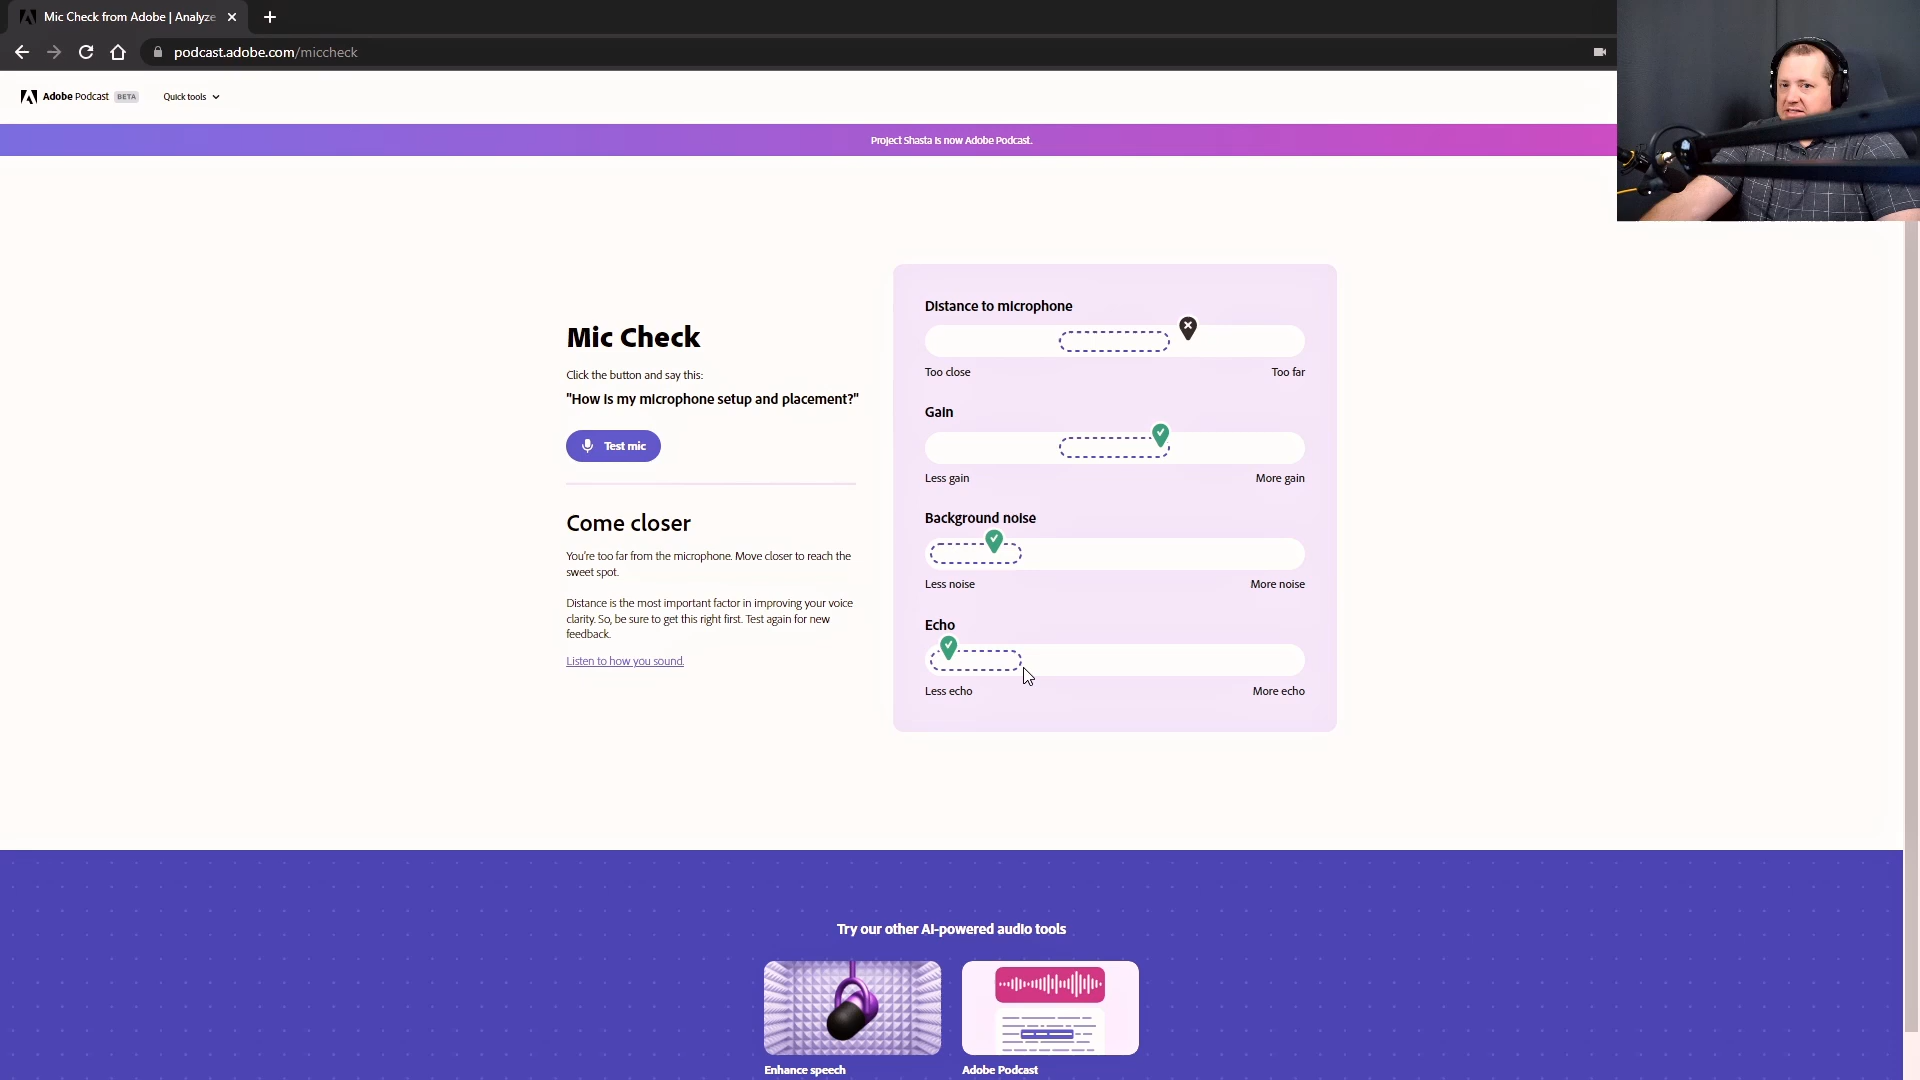 Mic Check from Adobe | Analyze
podcast.adobe.com/miccheck
Adobe Podcast BETA Quick tools
Project Shasta is now Adobe Podcast.
Mic Check
Click the button and say this:
"How is my microphone setup and placement?"
Test mic
Come closer
You're too far from the microphone. Move closer to reach the
sweet spot.
Distance is the most important factor in improving your voice
clarity. So, be sure to get this right first. Test again for new
feedback.
Listen to how you sound.
Distance to microphone
Too close Too far
Gain
Less gain More gain
Background noise
Less noise More noise
Echo
Less echo More echo
Try our other AI-powered audio tools
Enhance speech Adobe Podcast